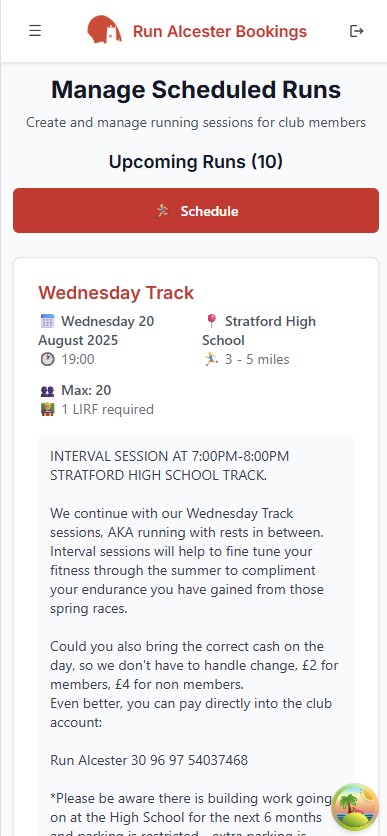 Run Alcester Bookings
Manage Scheduled Runs
Create and manage running sessions for club members
Upcoming Runs (10)
Schedule
Wednesday Track
Wednesday 20
August 2025
19:00
Stratford High
School
3 - 5 miles
Max: 20
1 LIRF required
INTERVAL SESSION AT 7:00PM-8:00PM
STRATFORD HIGH SCHOOL TRACK.
We continue with our Wednesday Track
sessions, AKA running with rests in between.
Interval sessions will help to fine tune your
fitness through the summer to compliment
your endurance you have gained from those
spring races.
Could you also bring the correct cash on the
day, so we don't have to handle change, £2 for
members, £4 for non members.
Even better, you can pay directly into the club
account:
Run Alcester 30 96 97 54037468
*Please be aware there is building work going
on at the High School for the next 6 months
and parking is restricted - extra parking is